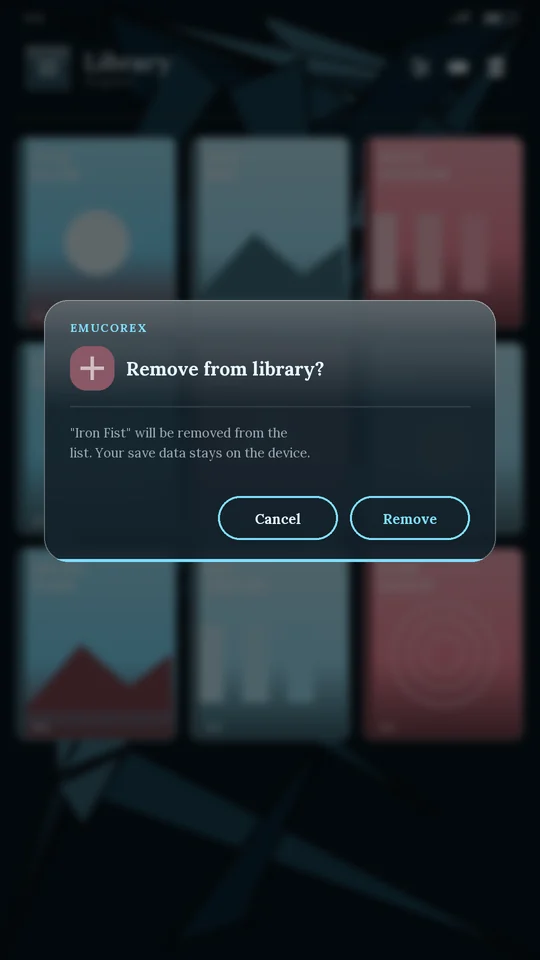 Library
EMUCOREX
Remove from library?
"Iron Fist" will be removed from the
list. Your save data stays on the device.
Cancel
Remove